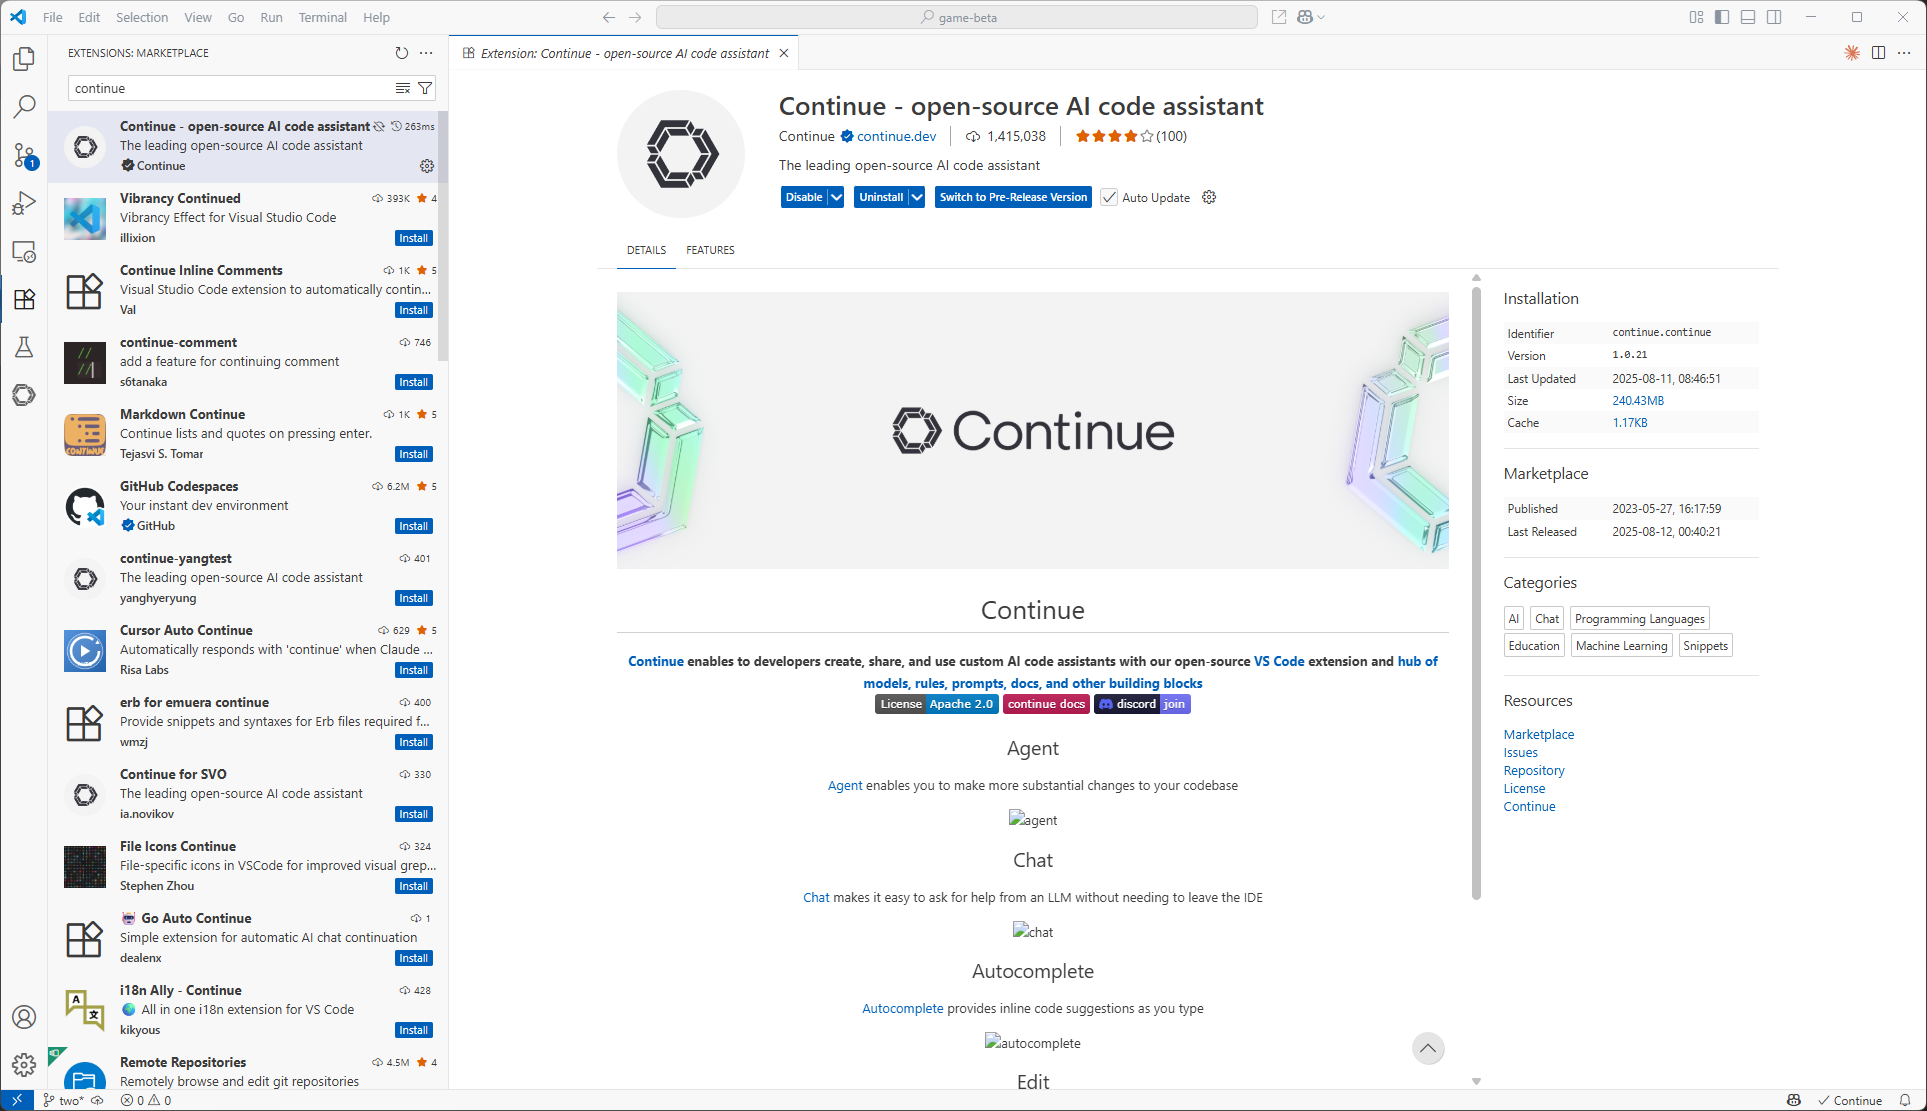 File Edit Selection View Go Run Terminal Help
game-beta
EXTENSIONS: MARKETPLACE
continue
Continue - open-source AI code assistant 263ms
The leading open-source AI code assistant
Continue
Vibrancy Continued 393K 4
Vibrancy Effect for Visual Studio Code
illixion Install
Continue Inline Comments 1K 5
Visual Studio Code extension to automatically contin...
Val Install
continue-comment 746
add a feature for continuing comment
s6tanaka Install
Markdown Continue 1K 5
Continue lists and quotes on pressing enter.
Tejasvi S. Tomar Install
GitHub Codespaces 6.2M 5
Your instant dev environment
GitHub Install
continue-yangtest 401
The leading open-source AI code assistant
yanghyeryung Install
Cursor Auto Continue 629 5
Automatically responds with 'continue' when Claude ...
Risa Labs Install
erb for emuera continue 400
Provide snippets and syntaxes for Erb files required f...
wmzj Install
Continue for SVO 330
The leading open-source AI code assistant
ia.novikov Install
File Icons Continue 324
File-specific icons in VSCode for improved visual grep...
Stephen Zhou Install
Go Auto Continue 1
Simple extension for automatic AI chat continuation
dealenx Install
i18n Ally - Continue 428
All in one i18n extension for VS Code
kikyous Install
Remote Repositories 4.5M 4
Remotely browse and edit git repositories
1
CONTINUE
Extension: Continue - open-source AI code assistant
Continue - open-source AI code assistant
Continue continue.dev 1,415,038 (100)
The leading open-source AI code assistant
Disable Uninstall Switch to Pre-Release Version Auto Update
DETAILS FEATURES
Continue
Continue
Continue enables to developers create, share, and use custom AI code assistants with our open-source VS Code extension and hub of
models, rules, prompts, docs, and other building blocks
License Apache 2.0 continue docs discord join
Agent
Agent enables you to make more substantial changes to your codebase
agent
Chat
Chat makes it easy to ask for help from an LLM without needing to leave the IDE
chat
Autocomplete
Autocomplete provides inline code suggestions as you type
autocomplete
Edit
Installation
Identifier continue.continue
Version 1.0.21
Last Updated 2025-08-11, 08:46:51
Size 240.43MB
Cache 1.17KB
Marketplace
Published 2023-05-27, 16:17:59
Last Released 2025-08-12, 00:40:21
Categories
AI Chat Programming Languages
Education Machine Learning Snippets
Resources
Marketplace
Issues
Repository
License
Continue
two* 0 0
Continue